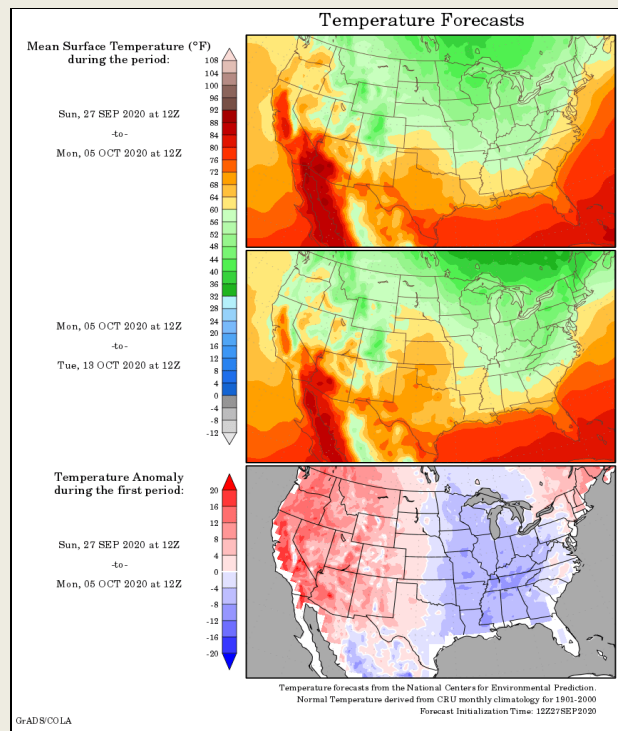 Temperature Forecasts
Mean Surface Temperature (°F)
during the period:
Sun, 27 SEP 2020 at 12Z
-to-
Mon, 05 OCT 2020 at 12Z
108
104
100
96
92
88
84
80
76
72
68
64
60
56
52
48
44
40
36
32
28
24
20
16
12
8
4
0
-4
-8
-12
Mon, 05 OCT 2020 at 12Z
-to-
Tue, 13 OCT 2020 at 12Z
Temperature Anomaly
during the first period:
Sun, 27 SEP 2020 at 12Z
-to-
Mon, 05 OCT 2020 at 12Z
20
16
12
8
4
0
-4
-8
-12
-16
-20
Temperature forecasts from the National Centers for Environmental Prediction.
Normal Temperature derived from CRU monthly climatology for 1901-2000
Forecast Initialization Time: 12Z27SEP2020
GrADS/COLA